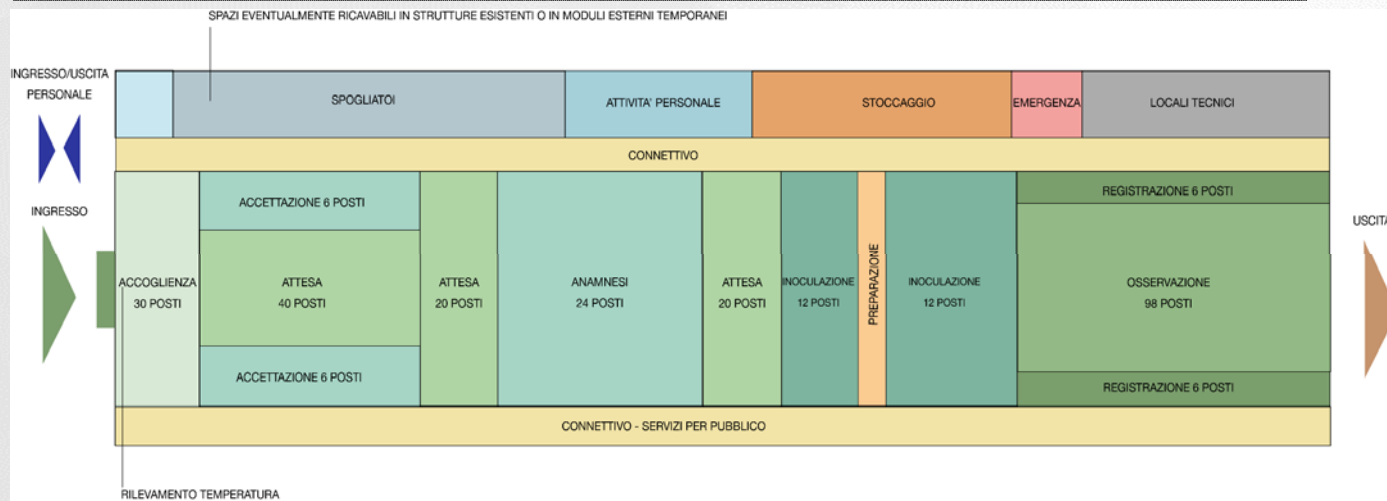 SPAZI EVENTUALMENTE RICAVABILI IN STRUTTURE ESISTENTI O IN MODULI ESTERNI TEMPORANEI
INGRESSO/USCITA
PERSONALE
SPOGLIATOI
ATTIVITA' PERSONALE
STOCCAGGIO
EMERGENZA
LOCALI TECNICI
CONNETTIVO
INGRESSO
ACCOGLIENZA
30 POSTI
ACCETTAZIONE 6 POSTI
ATTESA
40 POSTI
ACCETTAZIONE 6 POSTI
ATTESA
20 POSTI
ANAMNESI
24 POSTI
ATTESA
20 POSTI
INOCULAZIONE
12 POSTI
PREPARAZIONE
INOCULAZIONE
12 POSTI
REGISTRAZIONE 6 POSTI
OSSERVAZIONE
98 POSTI
REGISTRAZIONE 6 POSTI
USCITA
CONNETTIVO - SERVIZI PER PUBBLICO
RILEVAMENTO TEMPERATURA